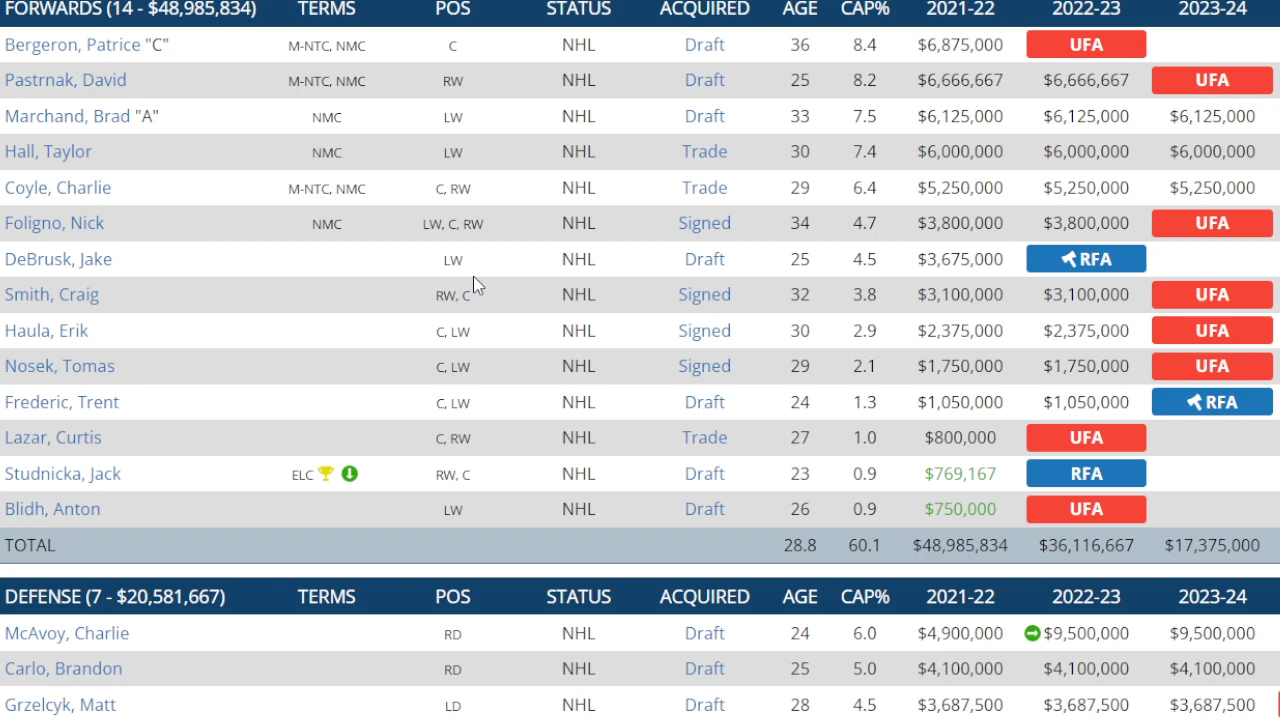 FORWARDS (14 - $48,985,834) TERMS POS STATUS ACQUIRED AGE CAP% 2021-22 2022-23 2023-24
Bergeron, Patrice "C" M-NTC, NMC C NHL Draft 36 8.4 $6,875,000 UFA
Pastrnak, David M-NTC, NMC RW NHL Draft 25 8.2 $6,666,667 $6,666,667 UFA
Marchand, Brad "A" NMC LW NHL Draft 33 7.5 $6,125,000 $6,125,000 $6,125,000
Hall, Taylor NMC LW NHL Trade 30 7.4 $6,000,000 $6,000,000 $6,000,000
Coyle, Charlie M-NTC, NMC C, RW NHL Trade 29 6.4 $5,250,000 $5,250,000 $5,250,000
Foligno, Nick NMC LW, C, RW NHL Signed 34 4.7 $3,800,000 $3,800,000 UFA
DeBrusk, Jake LW NHL Draft 25 4.5 $3,675,000 RFA
Smith, Craig RW, C NHL Signed 32 3.8 $3,100,000 $3,100,000 UFA
Haula, Erik C, LW NHL Signed 30 2.9 $2,375,000 $2,375,000 UFA
Nosek, Tomas C, LW NHL Signed 29 2.1 $1,750,000 $1,750,000 UFA
Frederic, Trent C, LW NHL Draft 24 1.3 $1,050,000 $1,050,000 RFA
Lazar, Curtis C, RW NHL Trade 27 1.0 $800,000 UFA
Studnicka, Jack ELC RW, C NHL Draft 23 0.9 $769,167 RFA
Blidh, Anton LW NHL Draft 26 0.9 $750,000 UFA
TOTAL 28.8 60.1 $48,985,834 $36,116,667 $17,375,000
DEFENSE (7 - $20,581,667) TERMS POS STATUS ACQUIRED AGE CAP% 2021-22 2022-23 2023-24
McAvoy, Charlie RD NHL Draft 24 6.0 $4,900,000 $9,500,000 $9,500,000
Carlo, Brandon RD NHL Draft 25 5.0 $4,100,000 $4,100,000 $4,100,000
Grzelcyk, Matt LD NHL Draft 28 4.5 $3,687,500 $3,687,500 $3,687,500